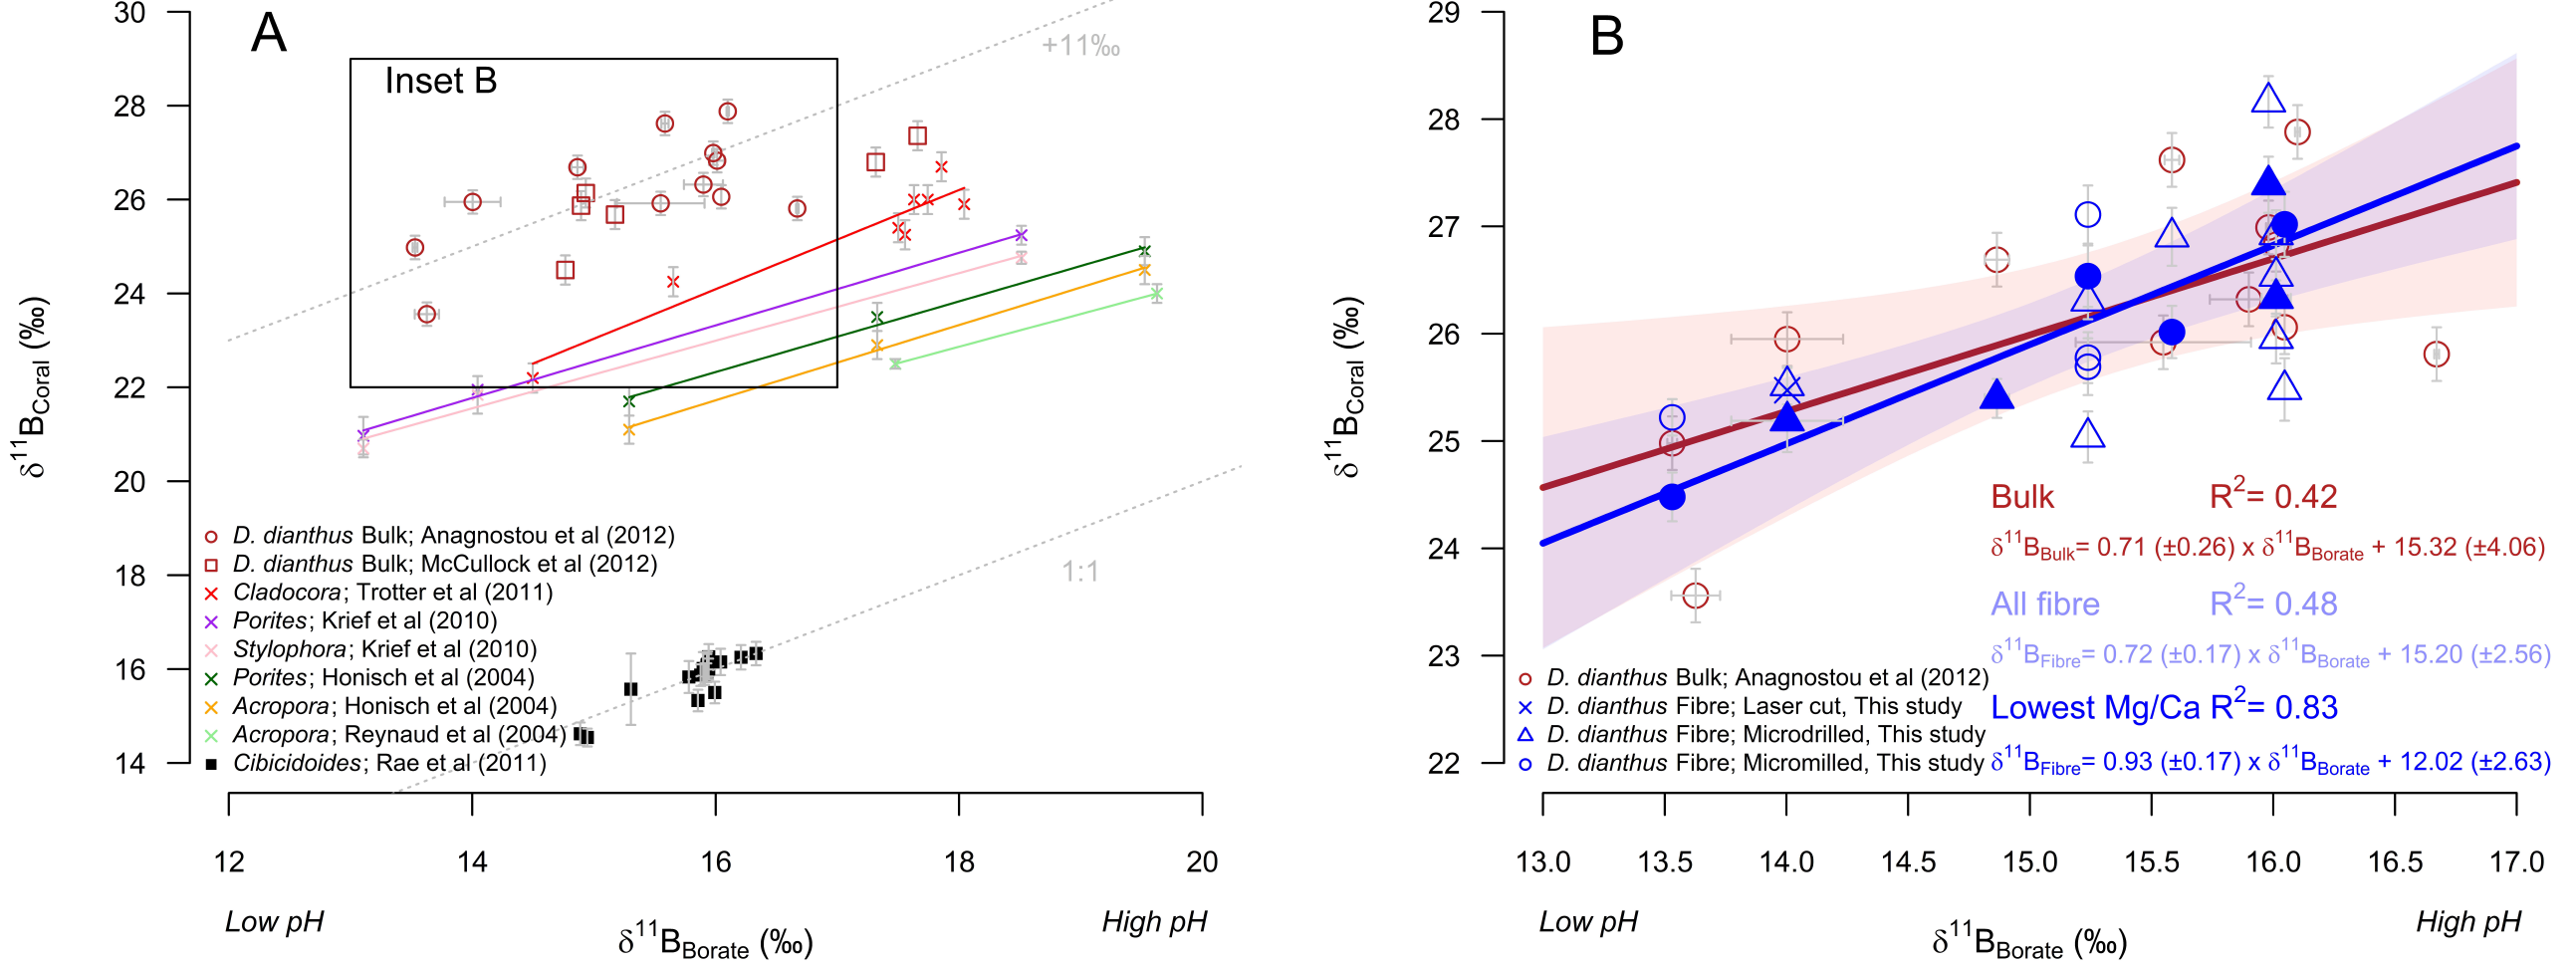 A
Inset B
+11‰
1:1
30
28
26
24
22
20
18
16
14
δ11BCoral (‰)
D. dianthus Bulk; Anagnostou et al (2012)
D. dianthus Bulk; McCullock et al (2012)
Cladocora; Trotter et al (2011)
Porites; Krief et al (2010)
Stylophora; Krief et al (2010)
Porites; Honisch et al (2004)
Acropora; Honisch et al (2004)
Acropora; Reynaud et al (2004)
Cibicidoides; Rae et al (2011)
12 14 16 18 20
Low pH High pH
δ11BBorate (‰)
B
29
28
27
26
25
24
23
22
δ11BCoral (‰)
Bulk R2= 0.42
δ11BBulk= 0.71 (±0.26) x δ11BBorate + 15.32 (±4.06)
All fibre R2= 0.48
δ11BFibre= 0.72 (±0.17) x δ11BBorate + 15.20 (±2.56)
Lowest Mg/Ca R2= 0.83
δ11BFibre= 0.93 (±0.17) x δ11BBorate + 12.02 (±2.63)
D. dianthus Bulk; Anagnostou et al (2012)
D. dianthus Fibre; Laser cut, This study
D. dianthus Fibre; Microdrilled, This study
D. dianthus Fibre; Micromilled, This study
13.0 13.5 14.0 14.5 15.0 15.5 16.0 16.5 17.0
Low pH High pH
δ11BBorate (‰)